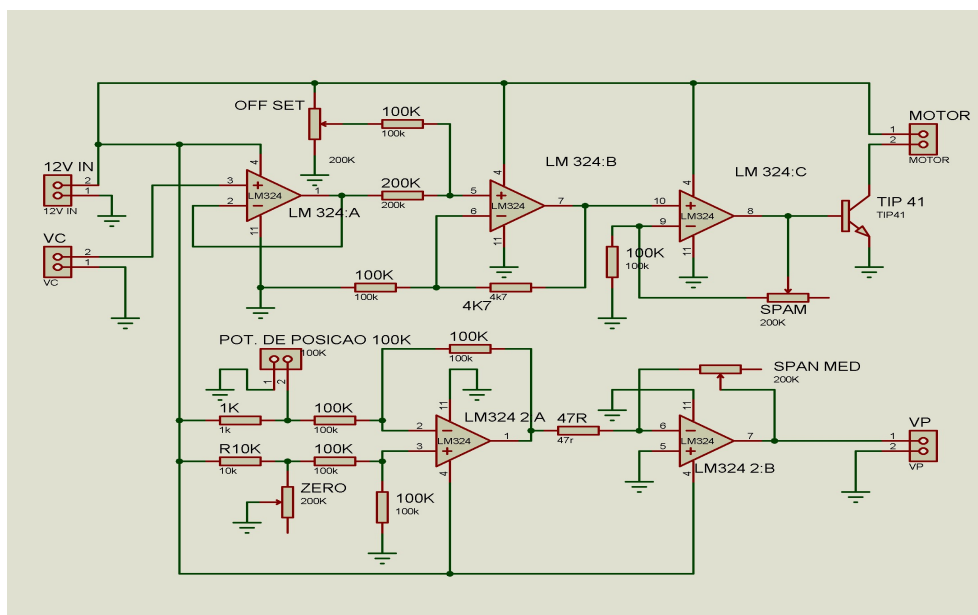 OFF SET
200K
100K
100k
12V IN
2
1
12V IN
VC
2
1
VC
4
3
2
1
11
LM324
LM 324:A
200K
200k
LM 324:B
4
5
6
7
11
LM324
100K
100k
4k7
4K7
LM 324:C
4
10
9
8
11
LM324
100K
100k
SPAM
200K
MOTOR
1
2
MOTOR
TIP 41
TIP41
POT. DE POSICAO 100K
100K
1
2
1K
1k
100K
100k
R10K
10k
100K
100k
ZERO
200K
100K
100k
100K
100k
11
2
3
1
4
LM324
LM324 2:A
47R
47r
SPAN MED
200K
11
6
5
7
4
LM324
LM324 2:B
VP
1
2
VP